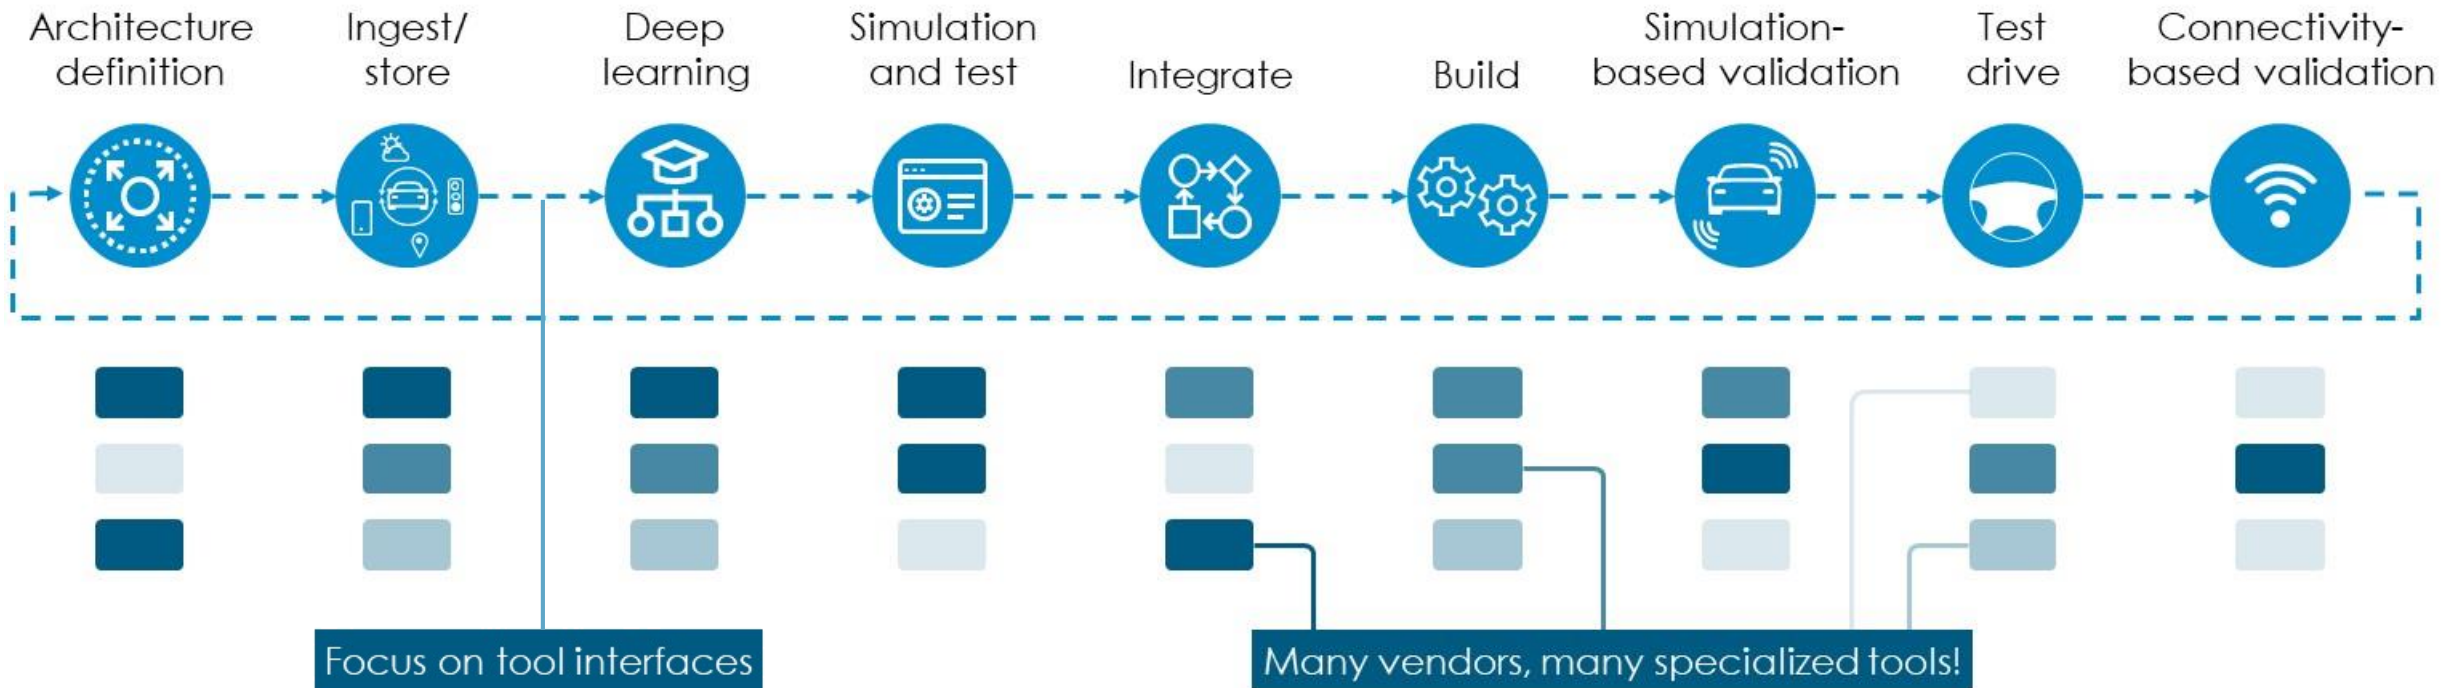 Architecture
definition
Ingest/
store
Deep
learning
Simulation
and test
Integrate
Build
Simulation-
based validation
Test
drive
Connectivity-
based validation
Focus on tool interfaces
Many vendors, many specialized tools!